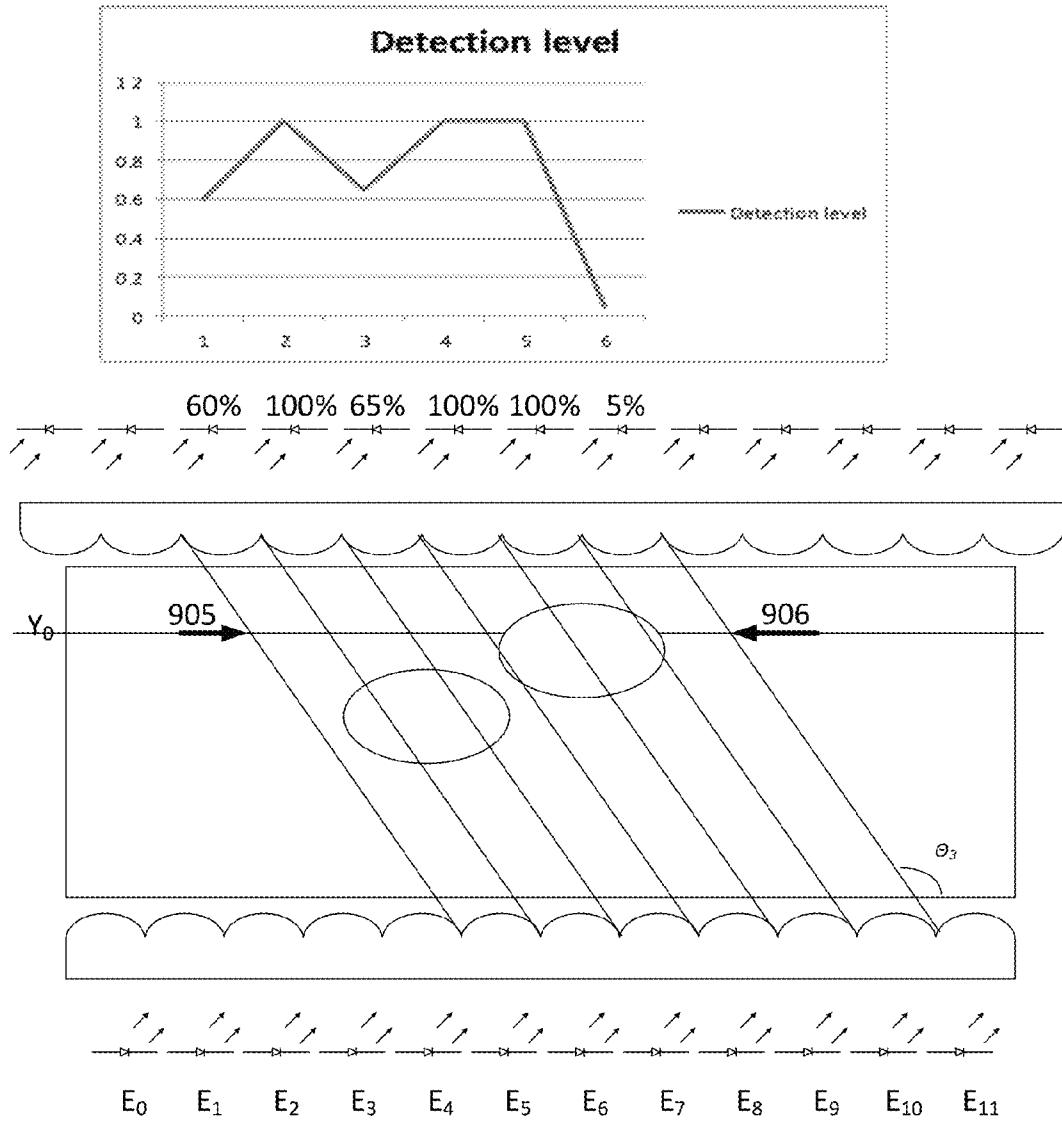 Detection level
1.2
1
0.8
0.6
0.4
0.2
0
1 2 3 4 5 6
Detection level
60% 100% 65% 100% 100% 5%
Y₀
905
906
Θ₃
E₀ E₁ E₂ E₃ E₄ E₅ E₆ E₇ E₈ E₉ E₁₀ E₁₁